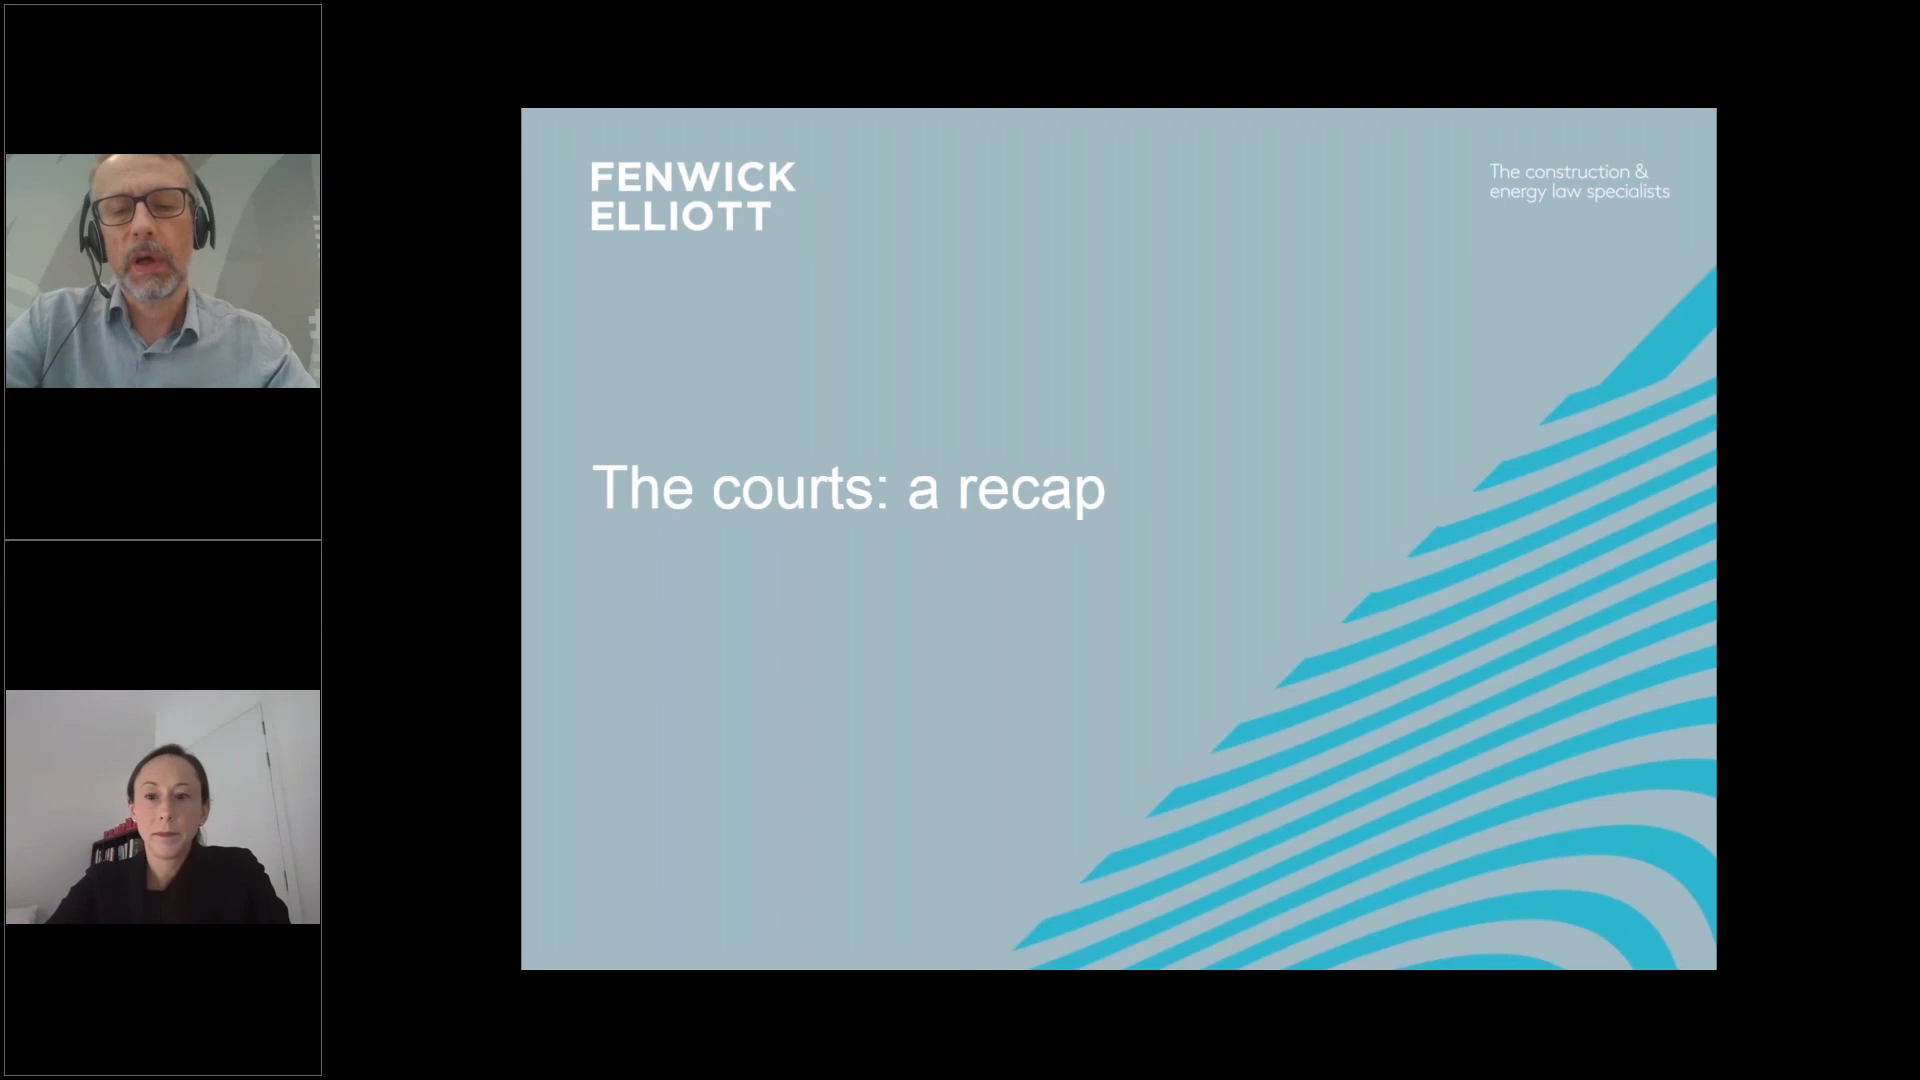 FENWICK
ELLIOTT
The construction &
energy law specialists
The courts: a recap